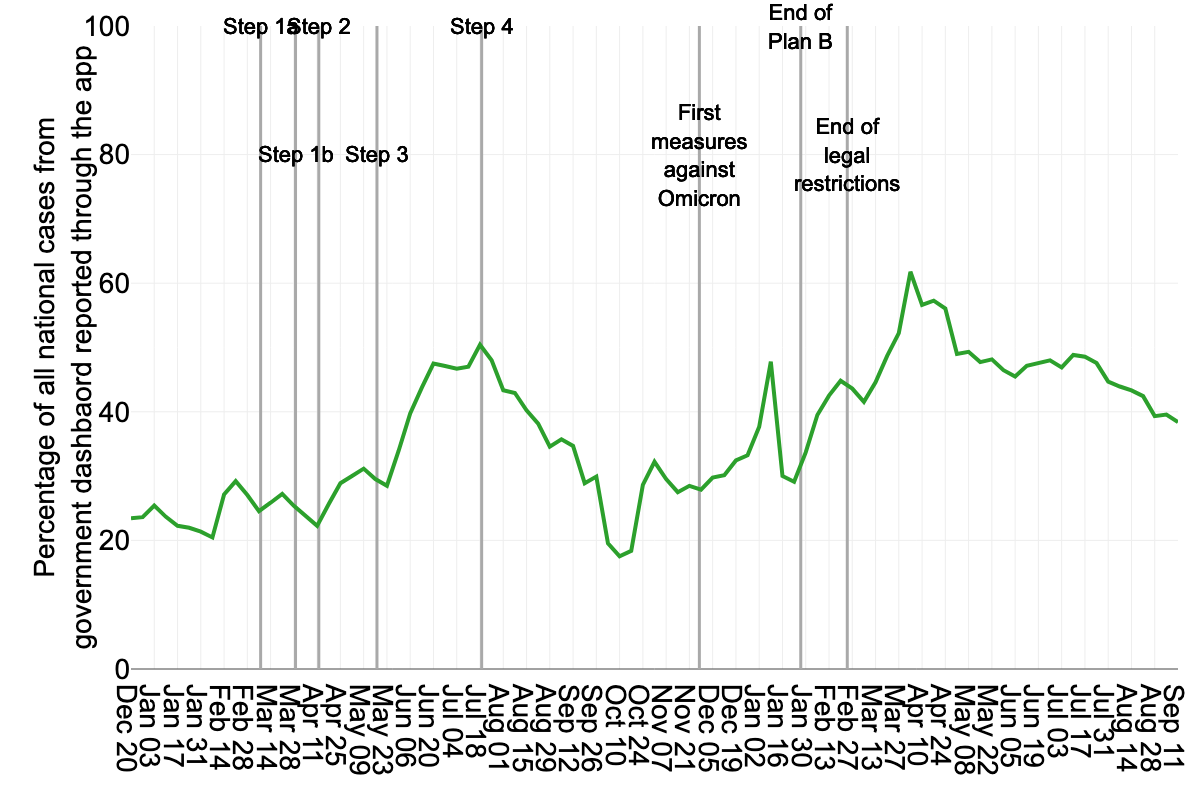 Percentage of all national cases from
government dashbaord reported through the app
100
80
60
40
20
0
Step 1a
Step 2
Step 1b
Step 3
Step 4
First
measures
against
Omicron
End of
Plan B
End of
legal
restrictions
Dec 20
Jan 03
Jan 17
Jan 31
Feb 14
Feb 28
Mar 14
Mar 28
Apr 11
Apr 25
May 09
May 23
Jun 06
Jun 20
Jul 04
Jul 18
Aug 01
Aug 15
Aug 29
Sep 12
Sep 26
Oct 10
Oct 24
Nov 07
Nov 21
Dec 05
Dec 19
Jan 02
Jan 16
Jan 30
Feb 13
Feb 27
Mar 13
Mar 27
Apr 10
Apr 24
May 08
May 22
Jun 05
Jun 19
Jul 03
Jul 17
Jul 31
Aug 14
Aug 28
Sep 11